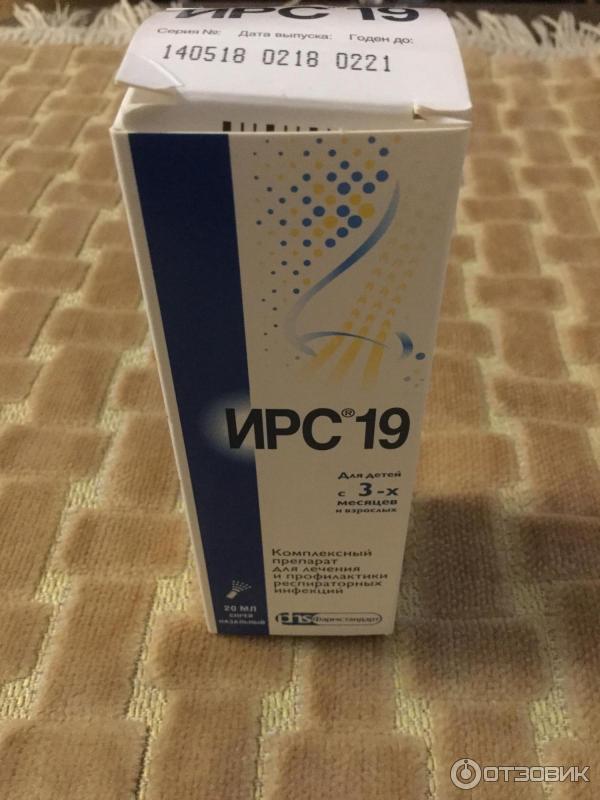 ИРС 19
Серия №: Дата выпуска: Годен до:
140518 0218 0221
ИРС® 19
Для детей
с 3-х
месяцев
и взрослых
Комплексный
препарат
для лечения
и профилактики
респираторных
инфекций
20 МЛ
СПРЕЙ
НАЗАЛЬНЫЙ
phs Фармстандарт
ОТЗОВИК